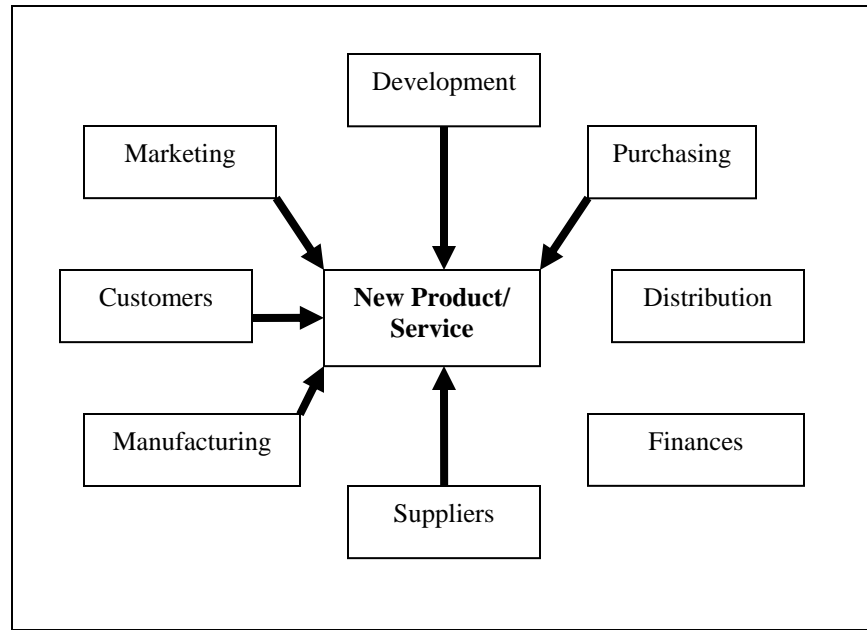 Development
Marketing
Purchasing
Customers
New Product/
Service
Distribution
Manufacturing
Finances
Suppliers